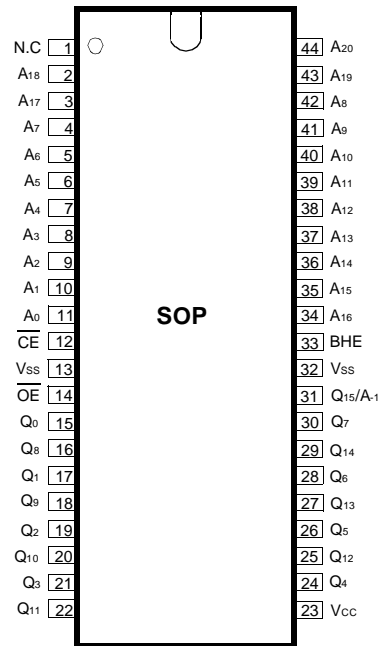 N.C 1 44 A20
A18 2 43 A19
A17 3 42 A8
A7 4 41 A9
A6 5 40 A10
A5 6 39 A11
A4 7 38 A12
A3 8 37 A13
A2 9 36 A14
A1 10 35 A15
A0 11 SOP 34 A16
CE 12 33 BHE
VSS 13 32 VSS
OE 14 31 Q15/A-1
Q0 15 30 Q7
Q8 16 29 Q14
Q1 17 28 Q6
Q9 18 27 Q13
Q2 19 26 Q5
Q10 20 25 Q12
Q3 21 24 Q4
Q11 22 23 VCC